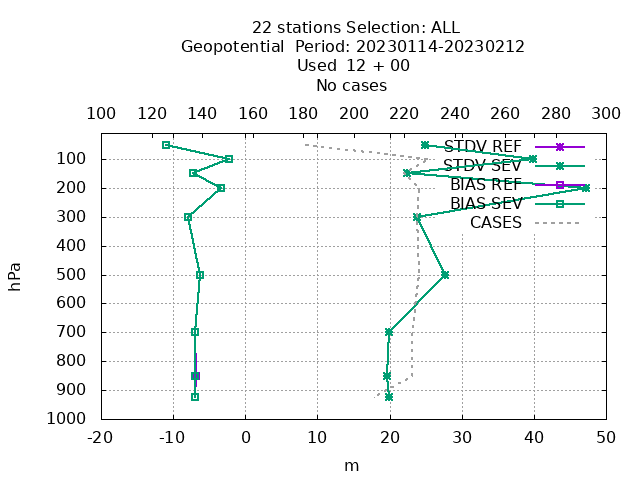 22 stations Selection: ALL
Geopotential  Period: 20230114-20230212
Used  12 + 00
No cases
100 120 140 160 180 200 220 240 260 280 300
STDV REF
STDV SEV
BIAS REF
BIAS SEV
CASES
100
200
300
400
500
600
700
800
900
1000
hPa
-20 -10 0 10 20 30 40 50
m